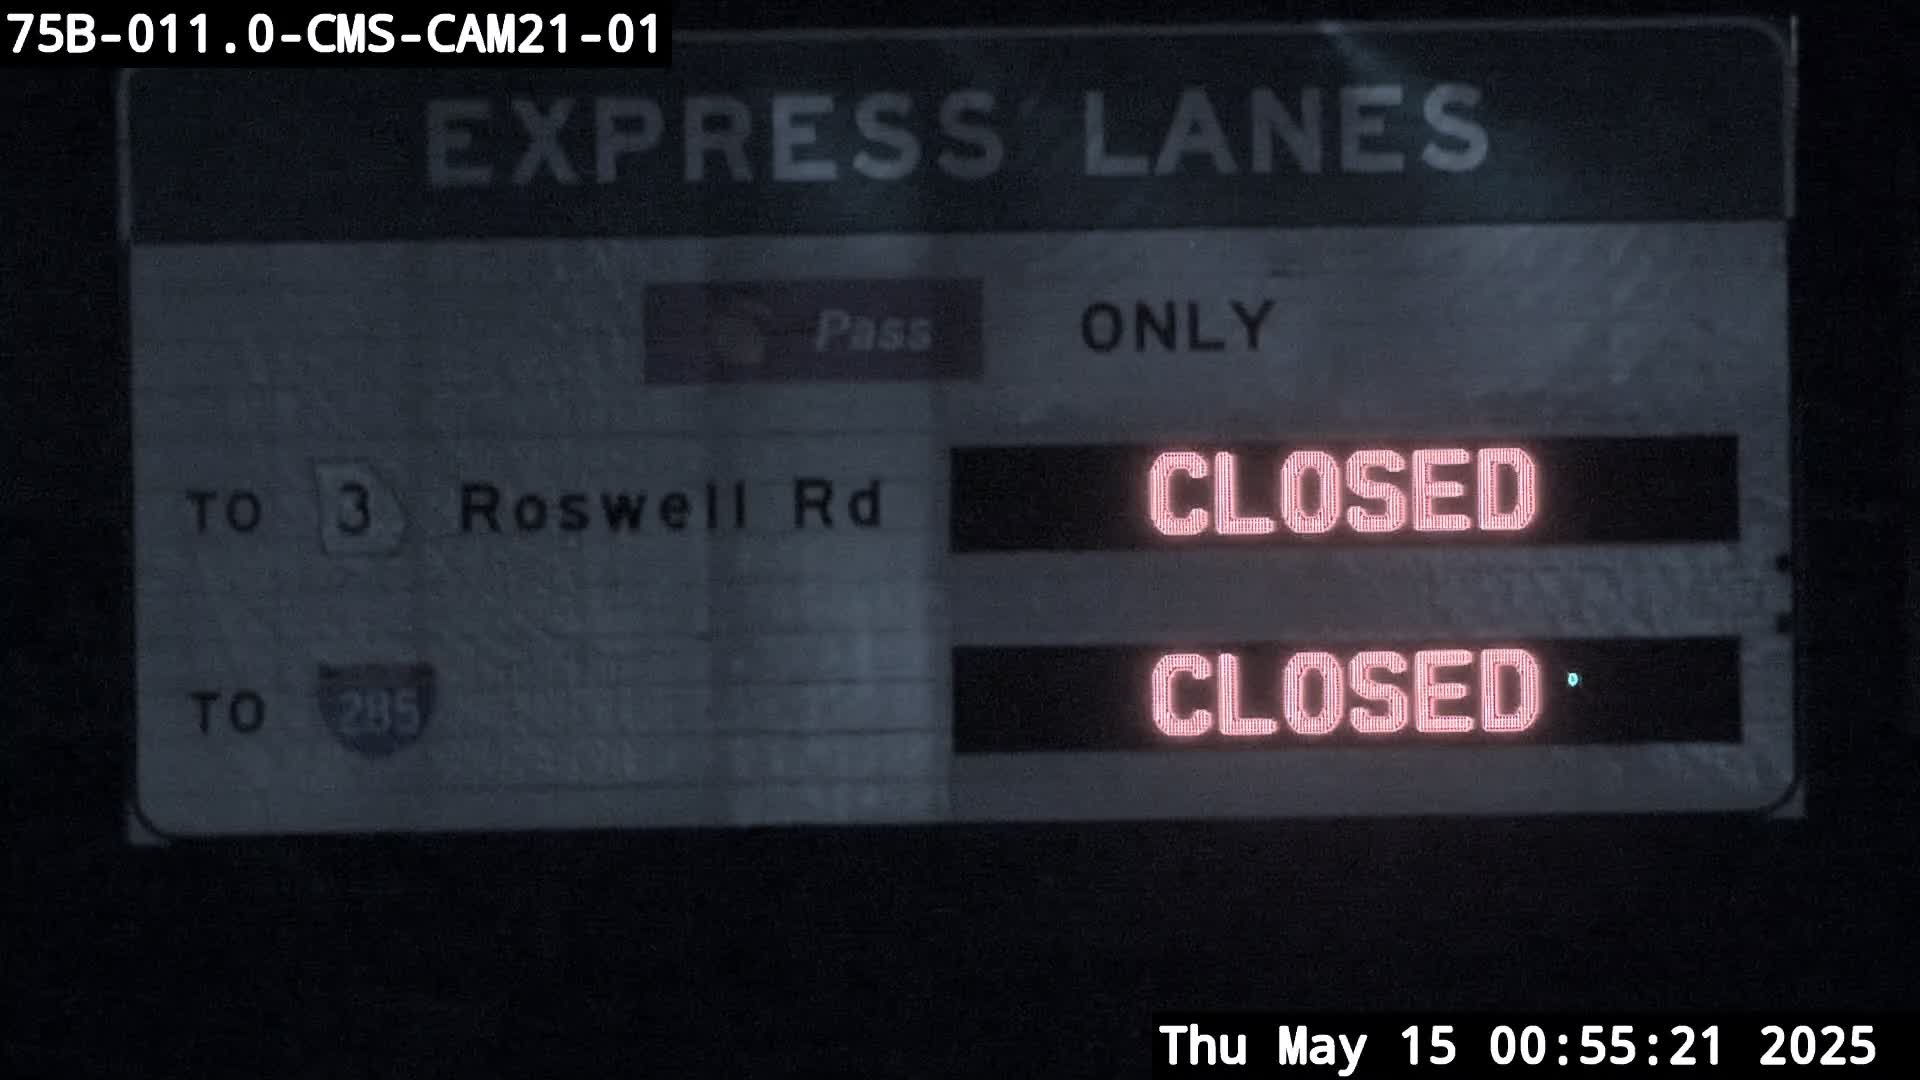 75B-011.0-CMS-CAM21-01
EXPRESS LANES
Pass ONLY
TO 3 Roswell Rd CLOSED
TO 285 CLOSED
Thu May 15 00:55:21 2025